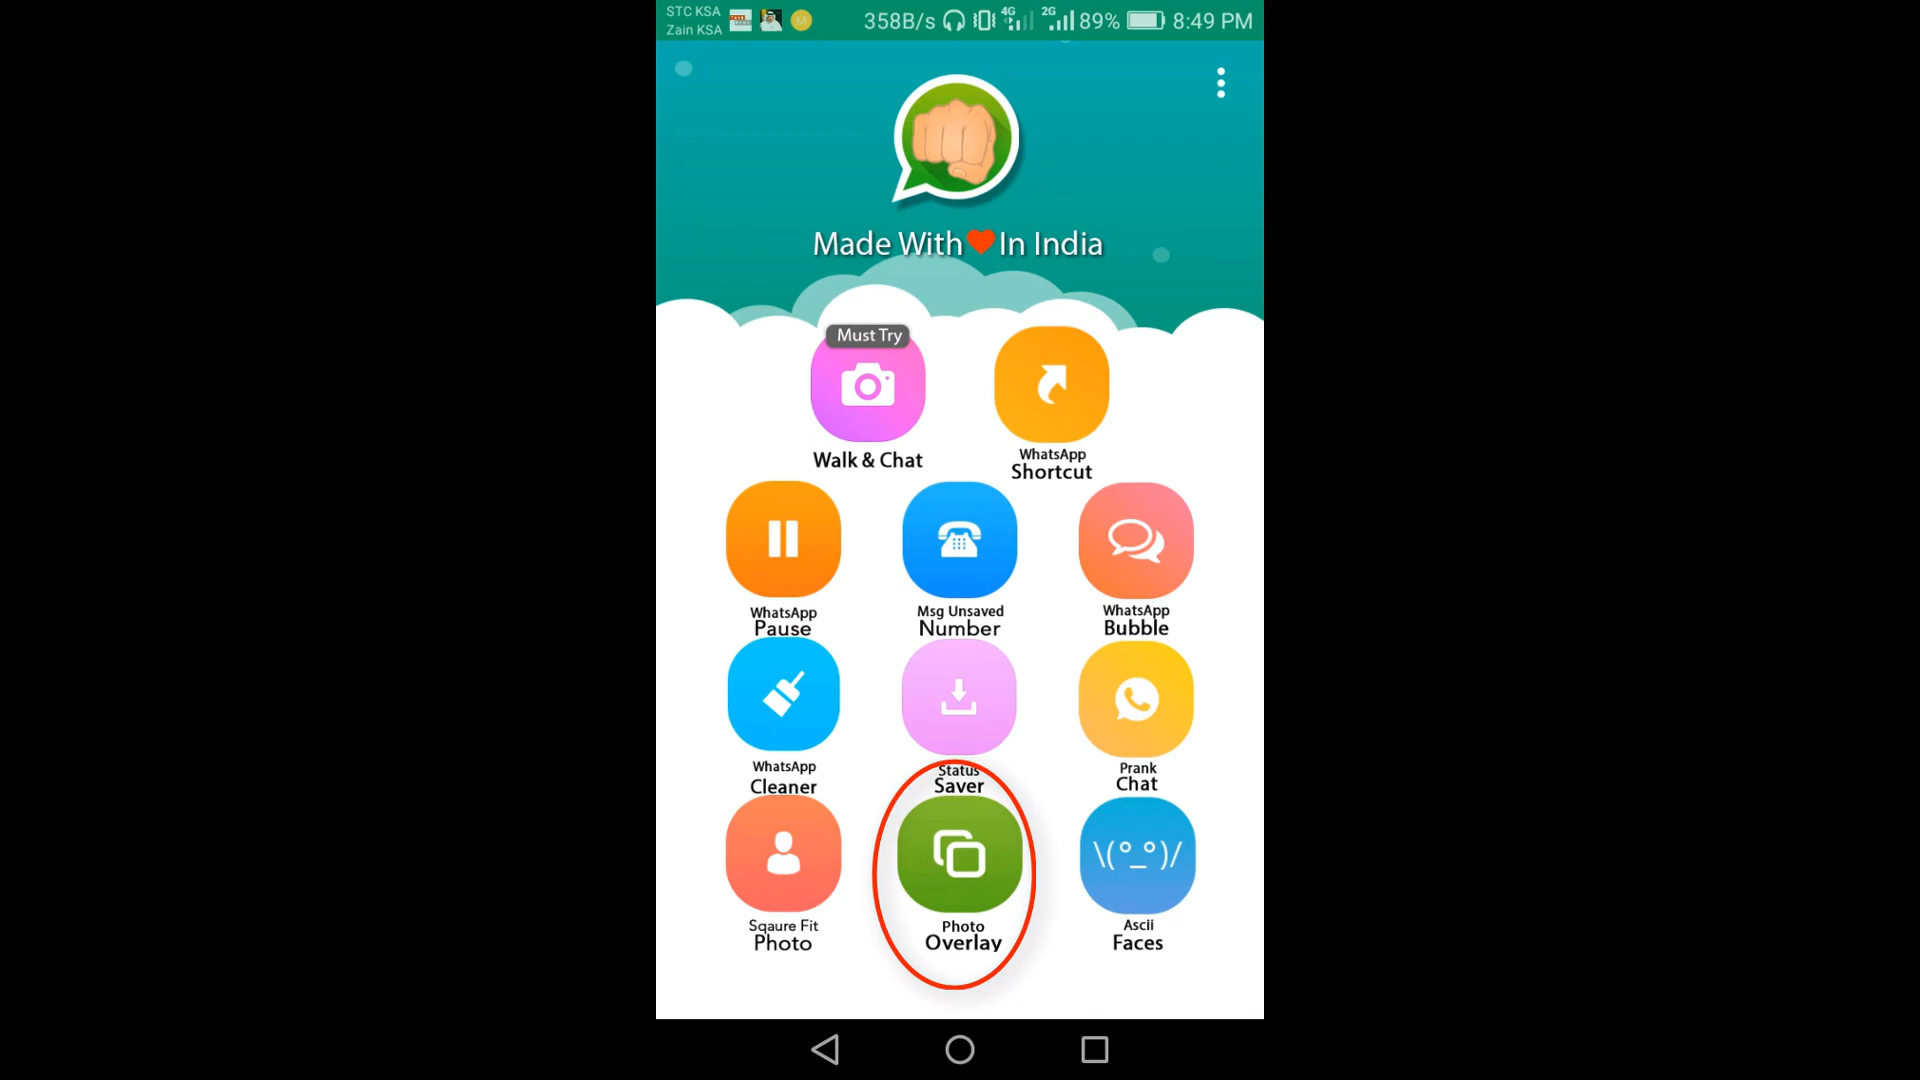 STC KSA
Zain KSA
M
358B/s 4G 2G 89% 8:49 PM
Made With In India
Must Try
Walk & Chat
WhatsApp
Shortcut
WhatsApp
Pause
Msg Unsaved
Number
WhatsApp
Bubble
WhatsApp
Cleaner
Status
Saver
Prank
Chat
\(°_°)/
Sqaure Fit
Photo
Photo
Overlay
Ascii
Faces